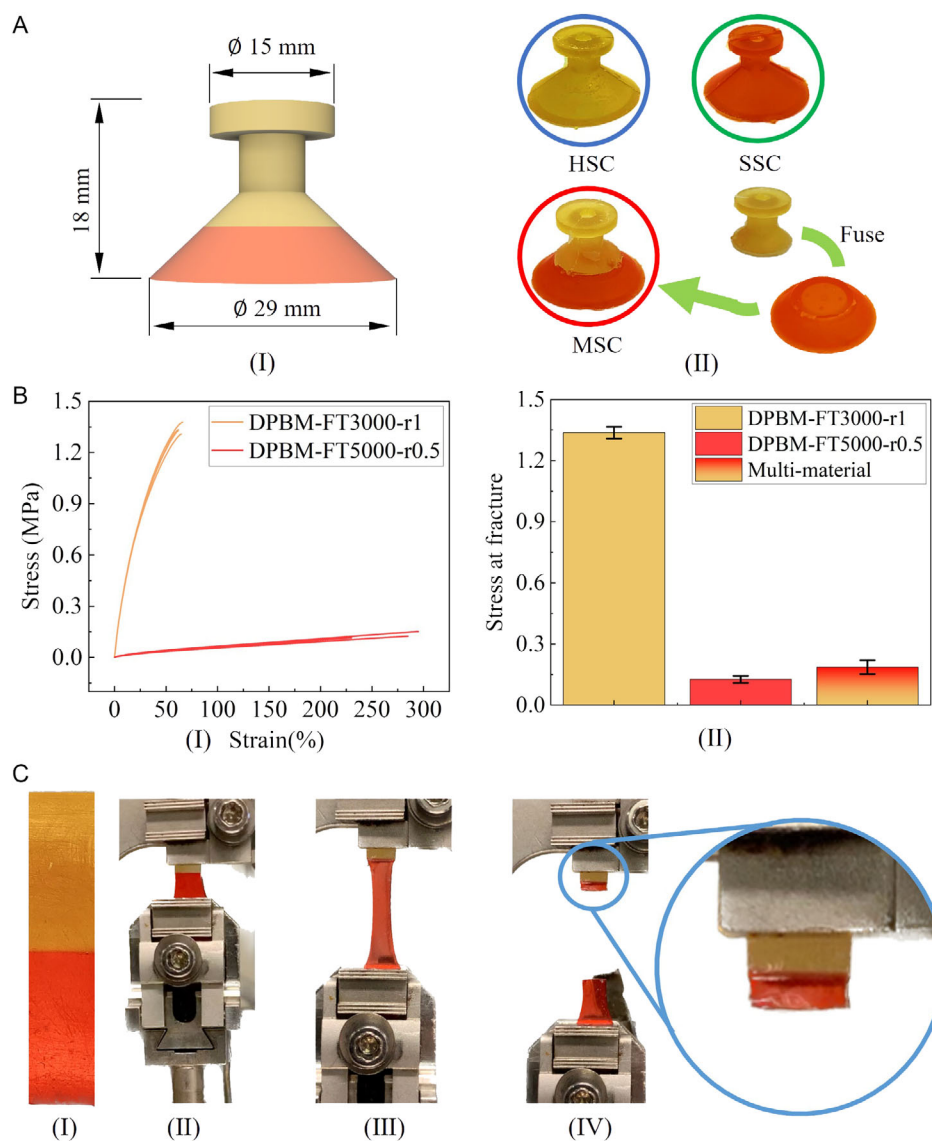 A
Ø 15 mm
18 mm
Ø 29 mm
(I)
HSC
SSC
MSC
Fuse
(II)
B
1.5
1.2
0.9
0.6
0.3
0.0
Stress (MPa)
DPBM-FT3000-r1
DPBM-FT5000-r0.5
0 50 100 150 200 250 300
(I) Strain(%)
1.5
1.2
0.9
0.6
0.3
0.0
Stress at fracture
DPBM-FT3000-r1
DPBM-FT5000-r0.5
Multi-material
(II)
C
(I)
(II)
(III)
(IV)